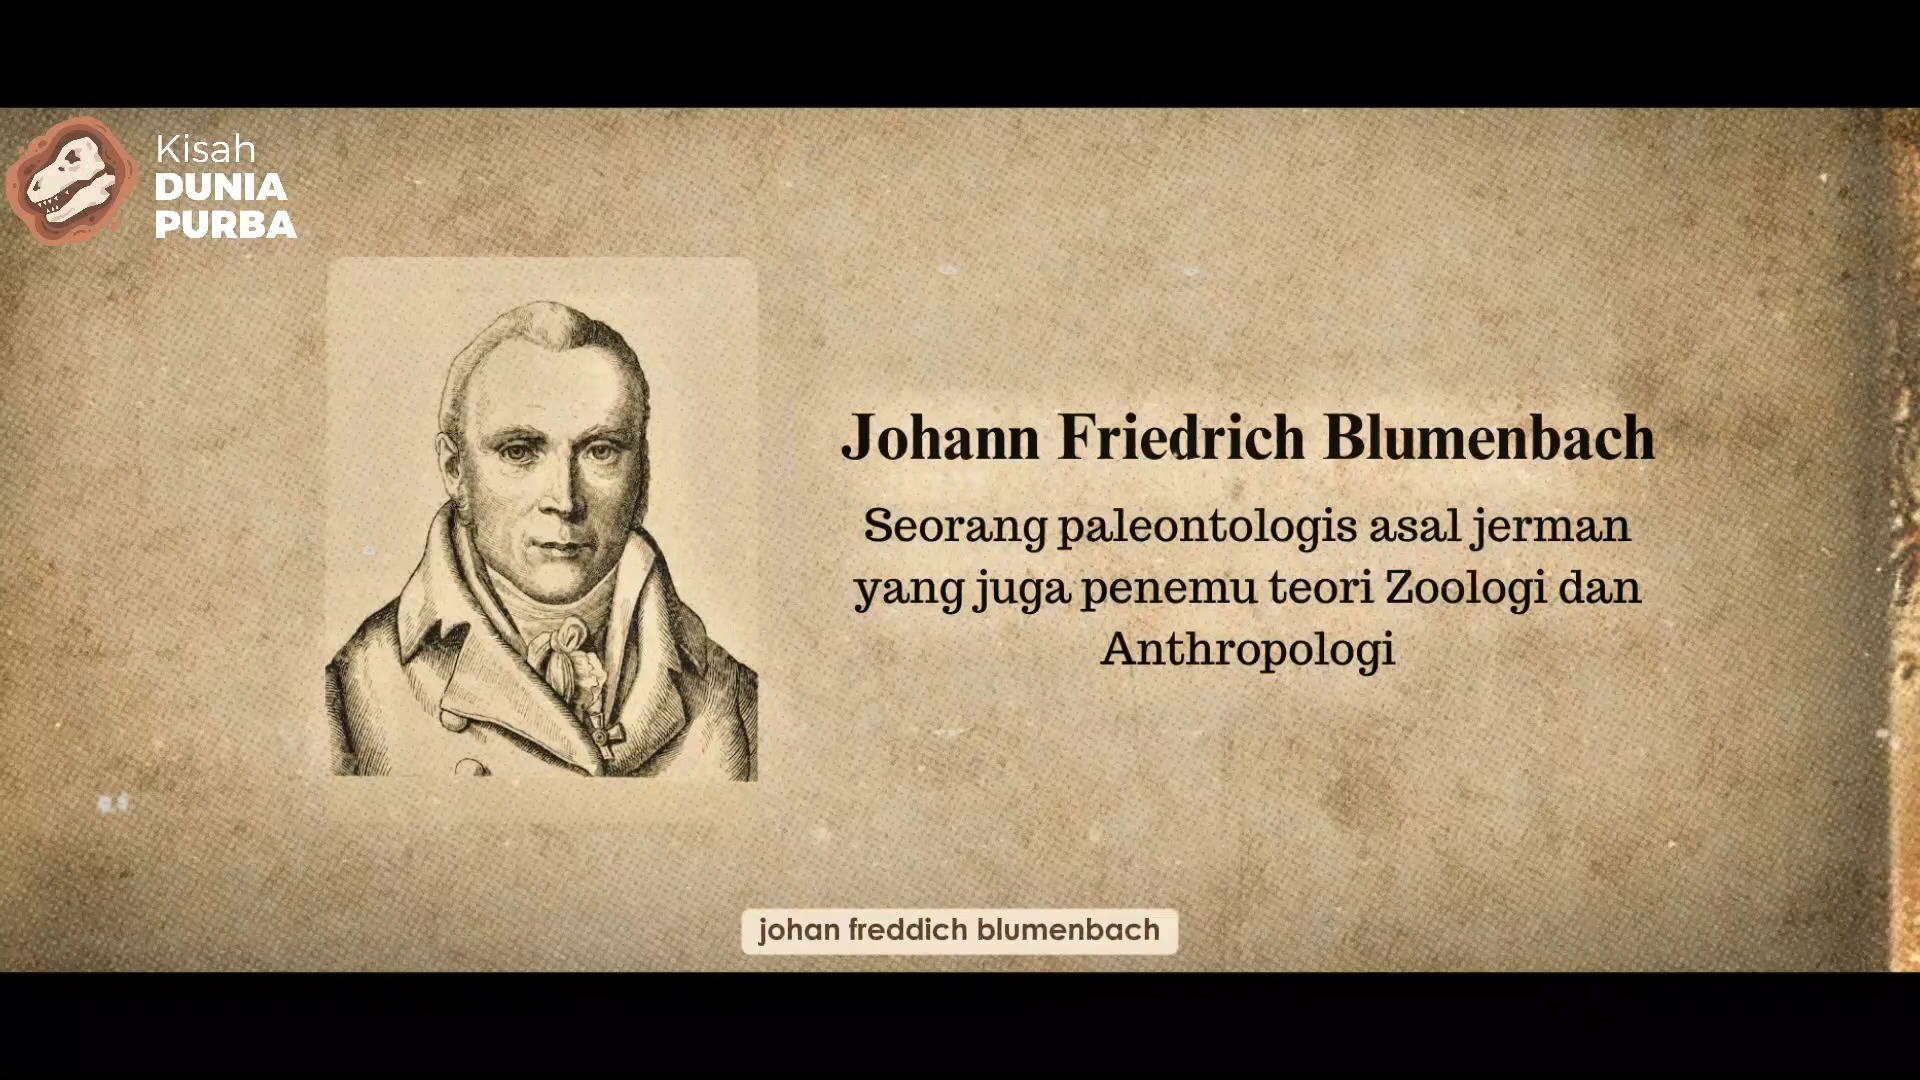 Kisah
DUNIA
PURBA
Johann Friedrich Blumenbach
Seorang paleontologis asal jerman
yang juga penemu teori Zoologi dan
Anthropologi
johan freddich blumenbach